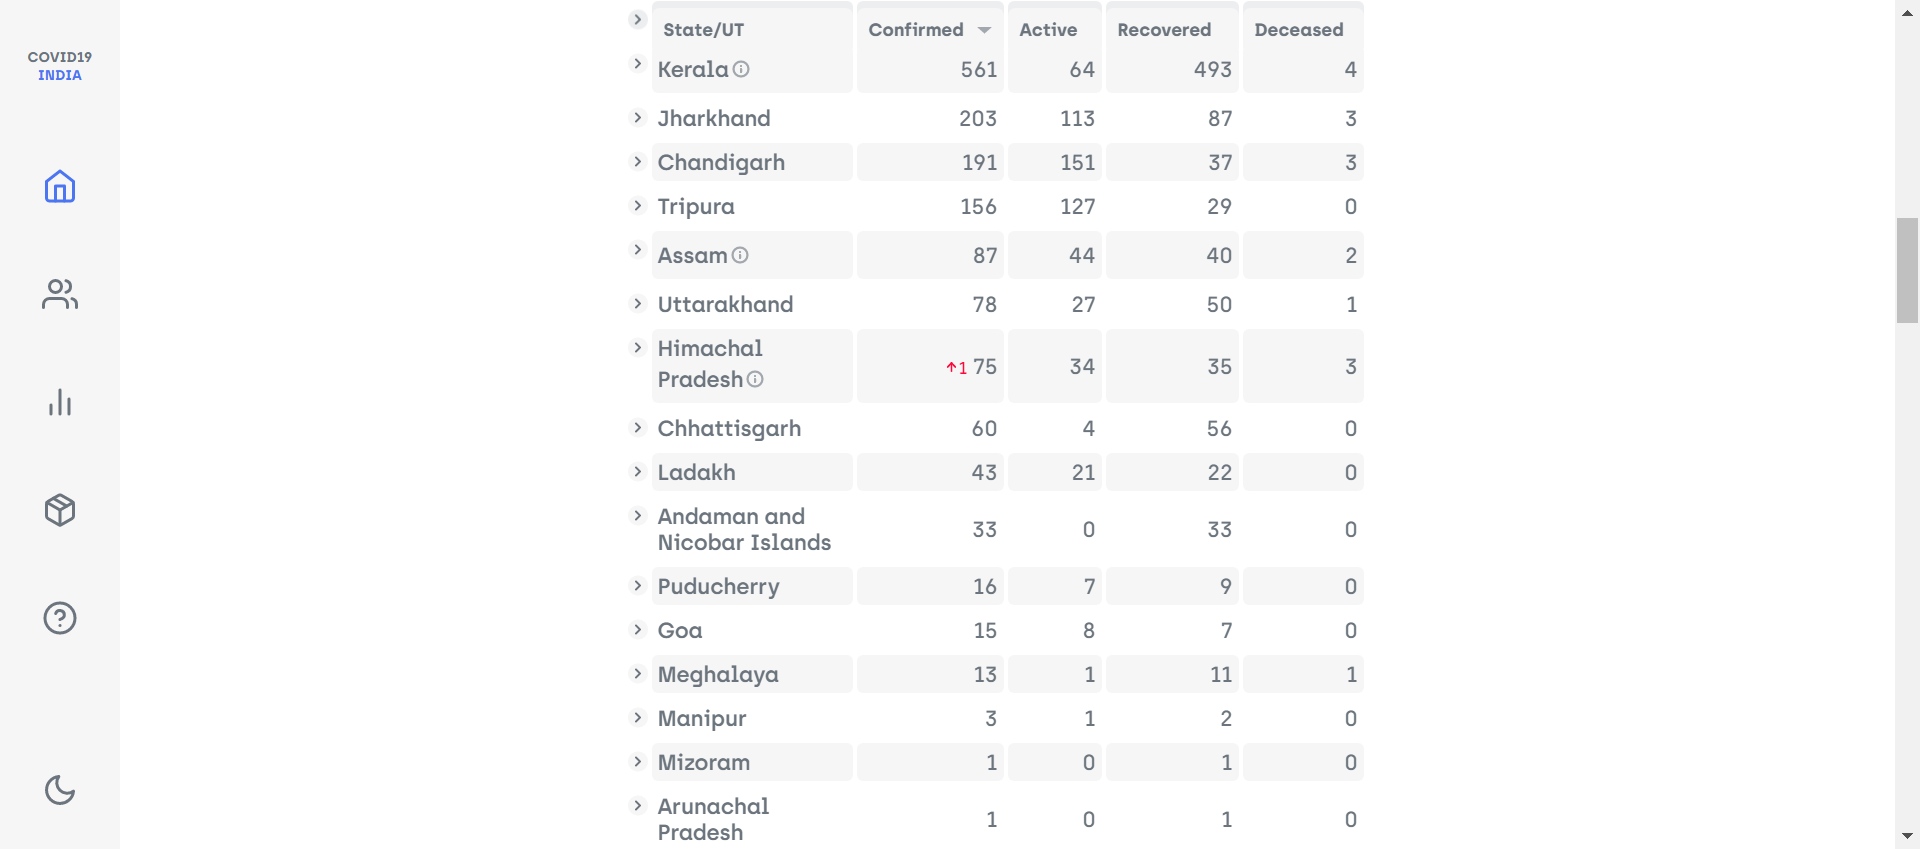 COVID19
INDIA
State/UT Confirmed Active Recovered Deceased
Kerala 561 64 493 4
Jharkhand 203 113 87 3
Chandigarh 191 151 37 3
Tripura 156 127 29 0
Assam 87 44 40 2
Uttarakhand 78 27 50 1
Himachal
Pradesh ↑1 75 34 35 3
Chhattisgarh 60 4 56 0
Ladakh 43 21 22 0
Andaman and
Nicobar Islands 33 0 33 0
Puducherry 16 7 9 0
Goa 15 8 7 0
Meghalaya 13 1 11 1
Manipur 3 1 2 0
Mizoram 1 0 1 0
Arunachal
Pradesh 1 0 1 0